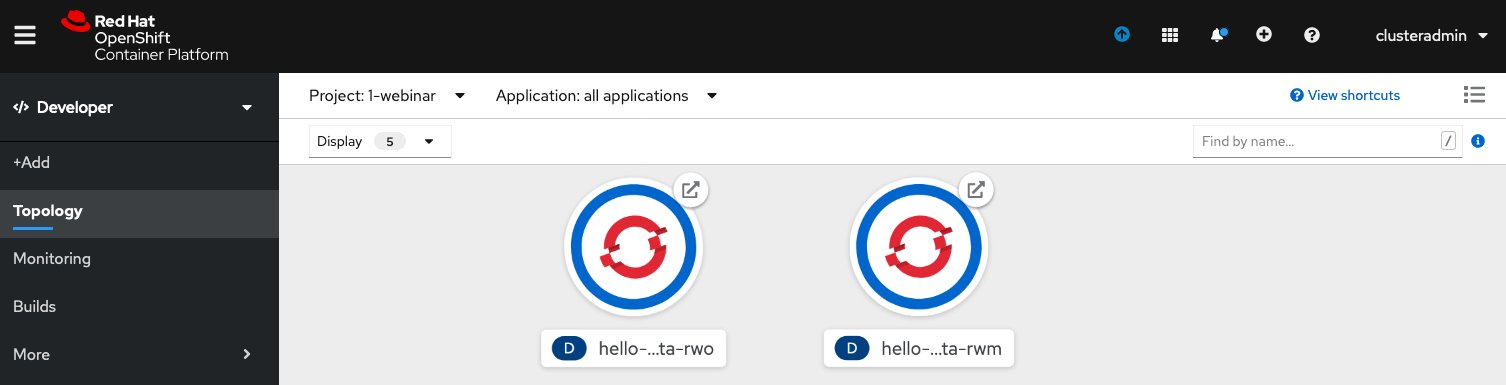 Red Hat
OpenShift
Container Platform
clusteradmin
</> Developer
+Add
Topology
Monitoring
Builds
More
Project: 1-webinar
Application: all applications
View shortcuts
Display 5
Find by name... /
D hello-...ta-rwo
D hello-...ta-rwm